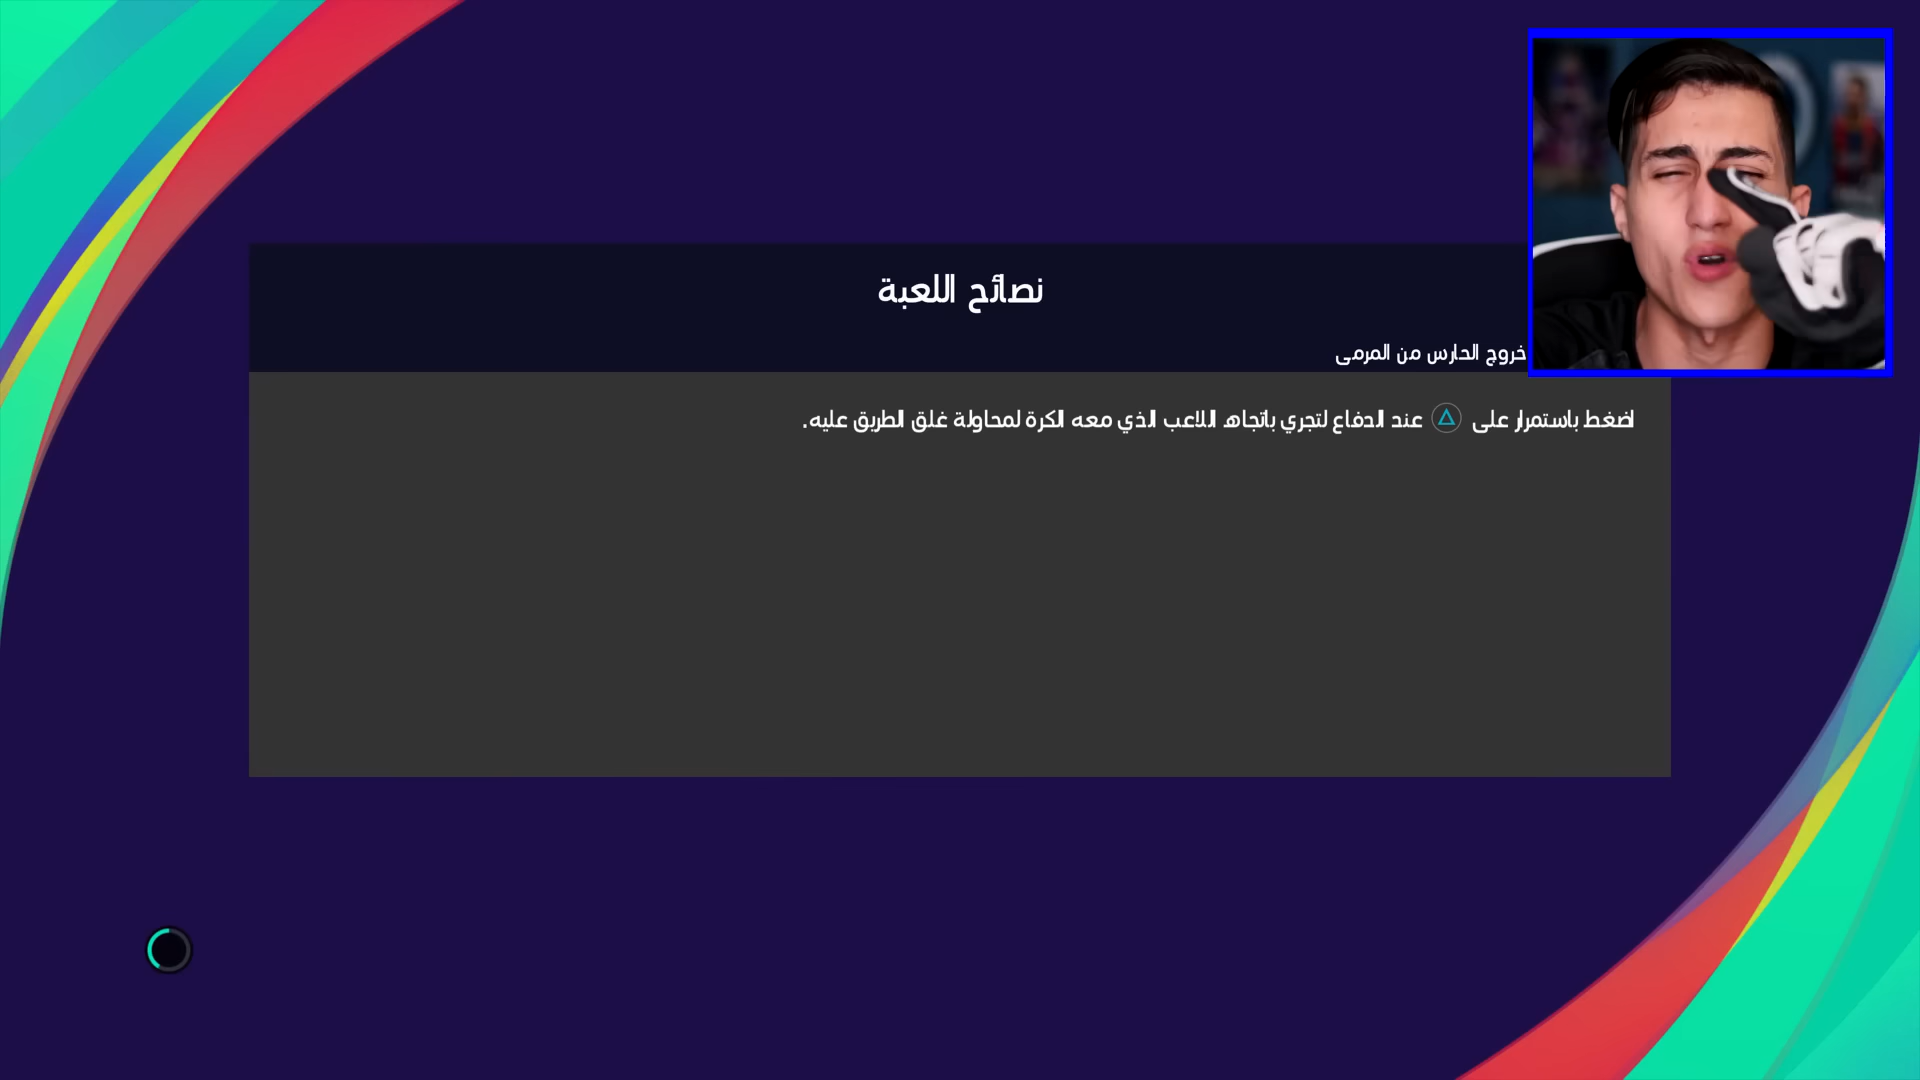 نصائح اللعبة
خروج الحارس من المرمى
اضغط باستمرار على عند الدفاع لتجري باتجاه اللاعب الذي معه الكرة لمحاولة غلق الطريق عليه.